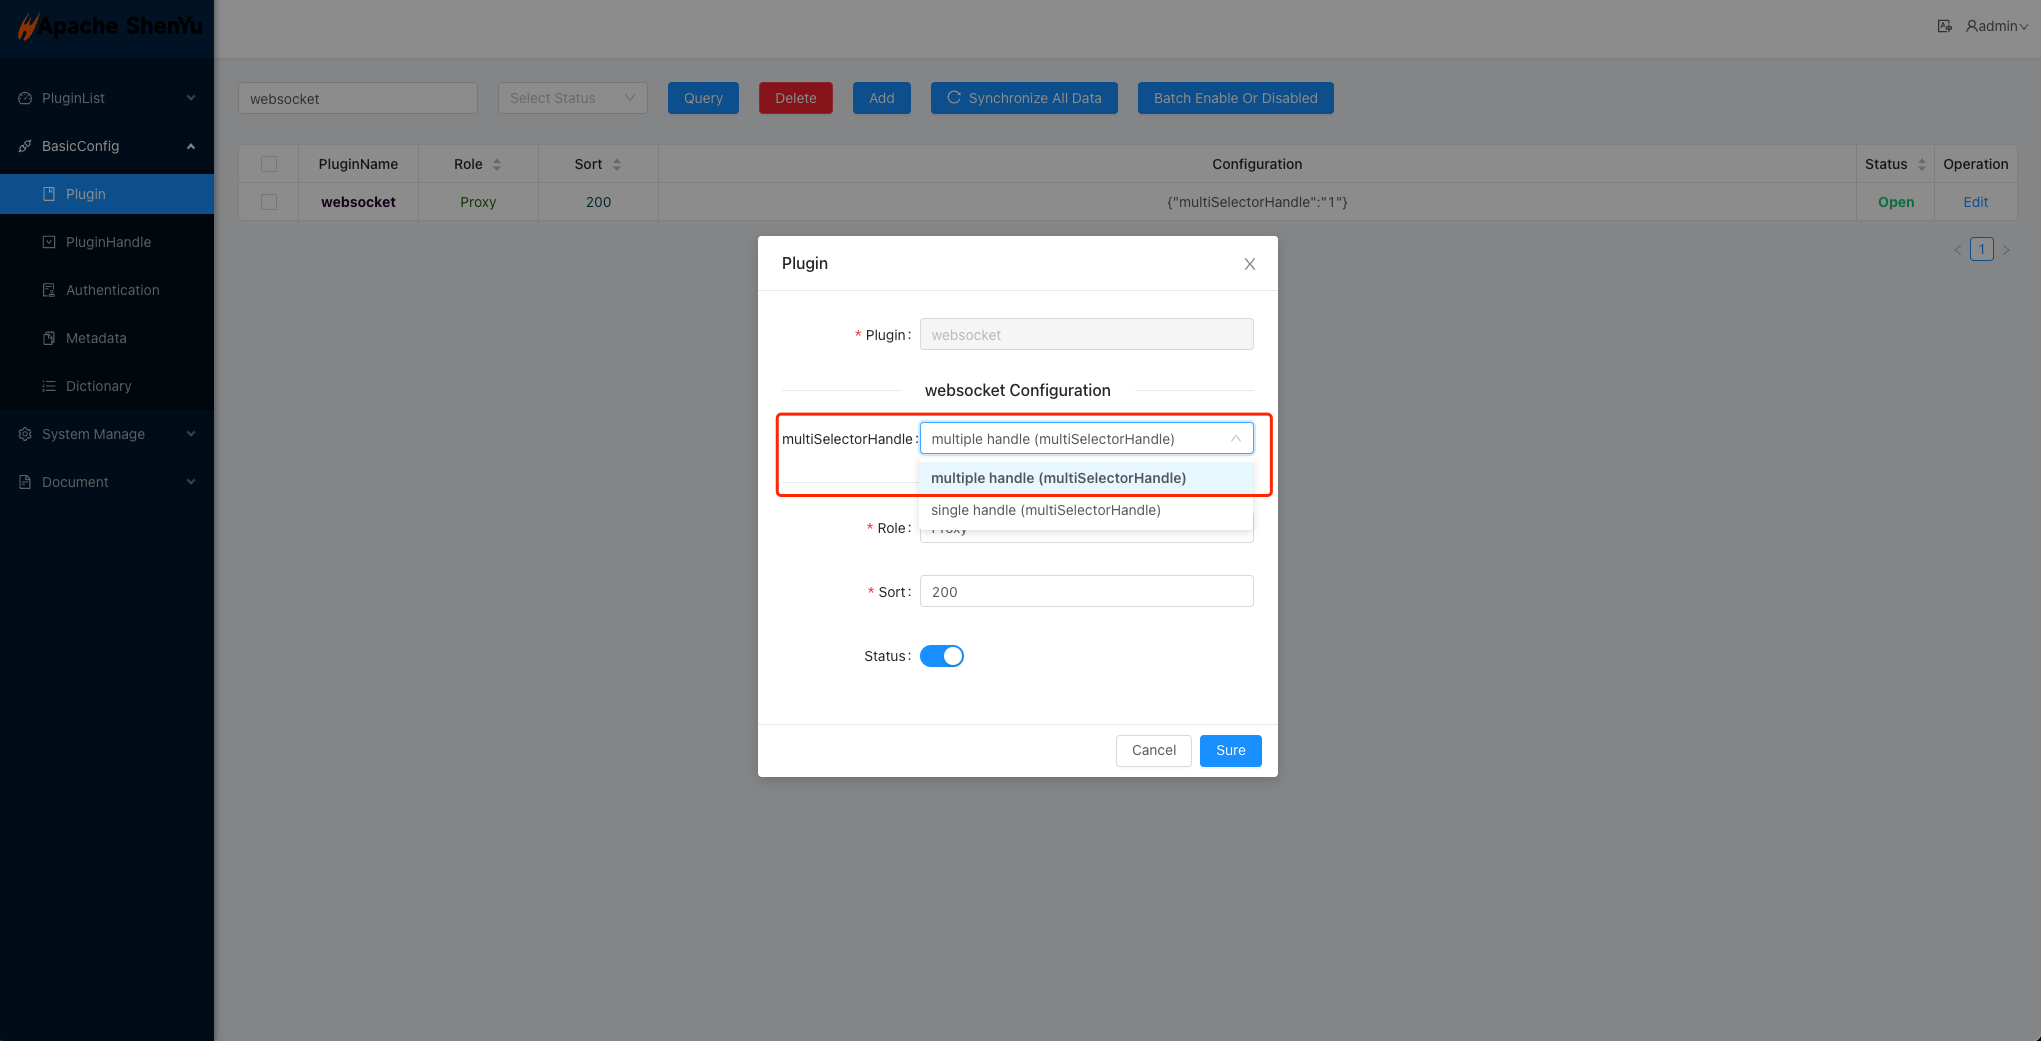 Apache ShenYu
admin
PluginList
BasicConfig
Plugin
PluginHandle
Authentication
Metadata
Dictionary
System Manage
Document
websocket
Select Status
Query
Delete
Add
Synchronize All Data
Batch Enable Or Disabled
PluginName Role Sort Configuration Status Operation
websocket Proxy 200 {"multiSelectorHandle":"1"} Open Edit
< 1 >
Plugin
* Plugin: websocket
websocket Configuration
multiSelectorHandle: multiple handle (multiSelectorHandle)
multiple handle (multiSelectorHandle)
single handle (multiSelectorHandle)
* Role: Proxy
* Sort: 200
Status:
Cancel
Sure